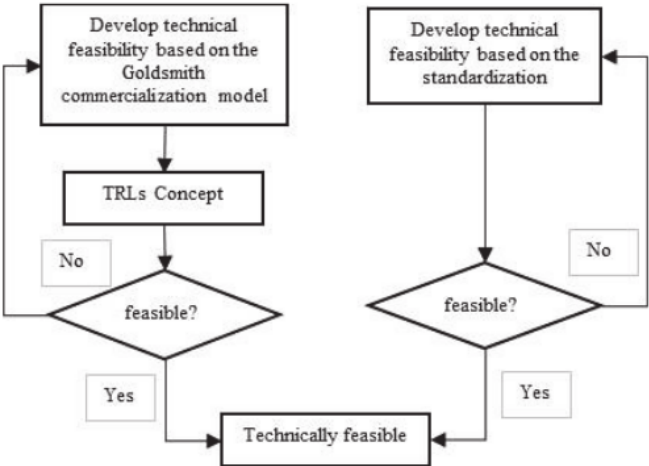 Develop technical
feasibility based on the
Goldsmith
commercialization model
Develop technical
feasibility based on the
standardization
TRLs Concept
No
No
feasible?
feasible?
Yes
Yes
Technically feasible